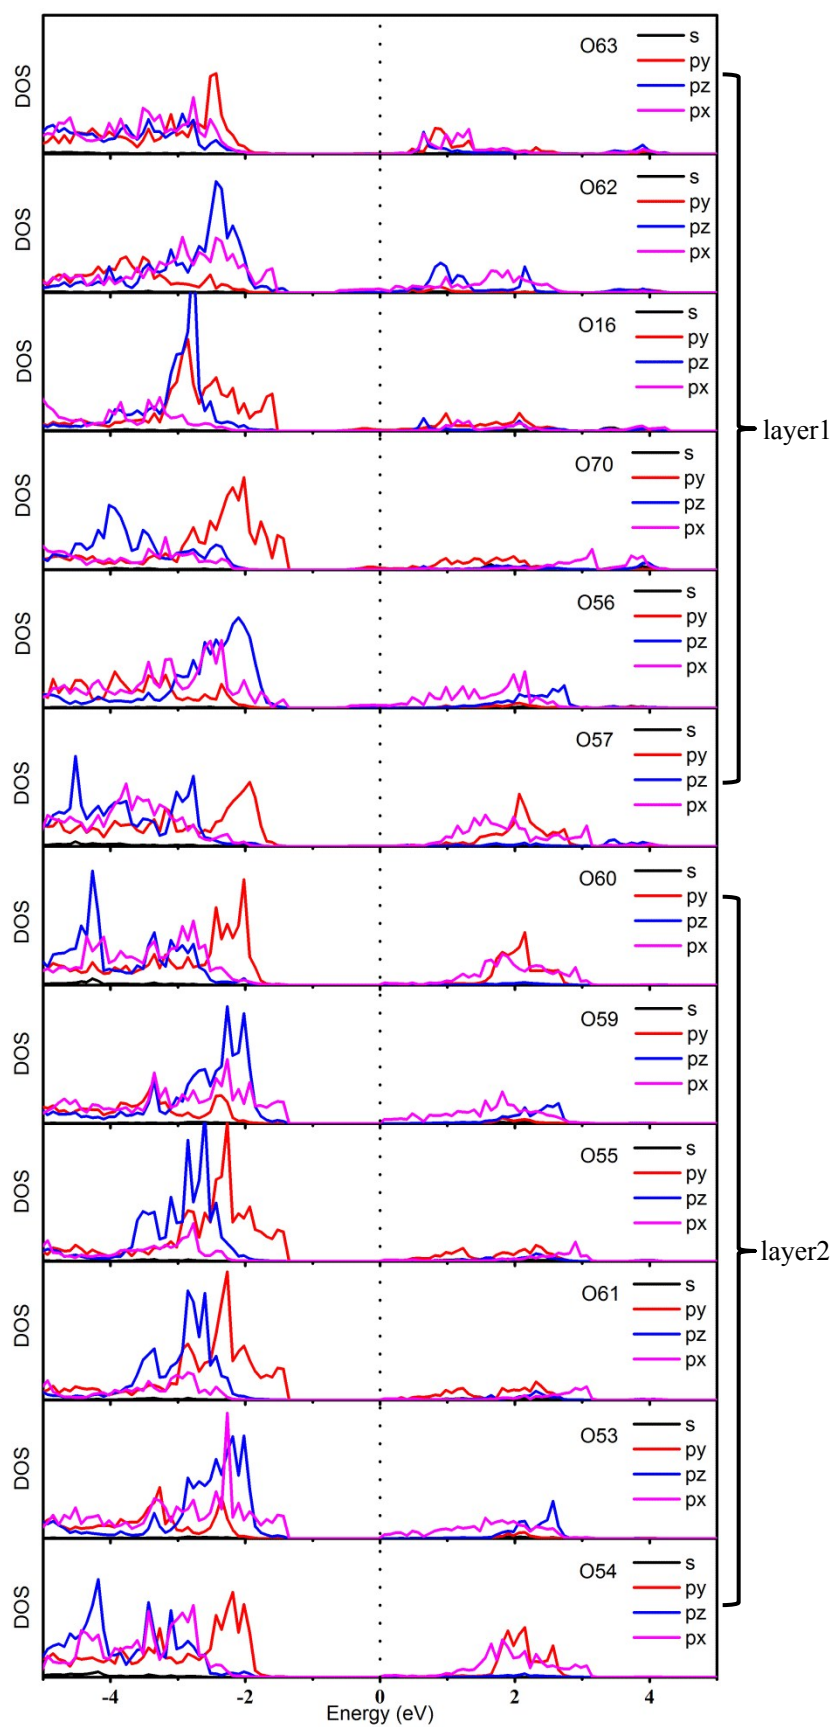 DOS
O63
s
py
pz
px
DOS
O62
s
py
pz
px
DOS
O16
s
py
pz
px
layer1
DOS
O70
s
py
pz
px
DOS
O56
s
py
pz
px
DOS
O57
s
py
pz
px
DOS
O60
s
py
pz
px
DOS
O59
s
py
pz
px
DOS
O55
s
py
pz
px
layer2
DOS
O61
s
py
pz
px
DOS
O53
s
py
pz
px
DOS
O54
s
py
pz
px
-4 -2 0 2 4
Energy (eV)